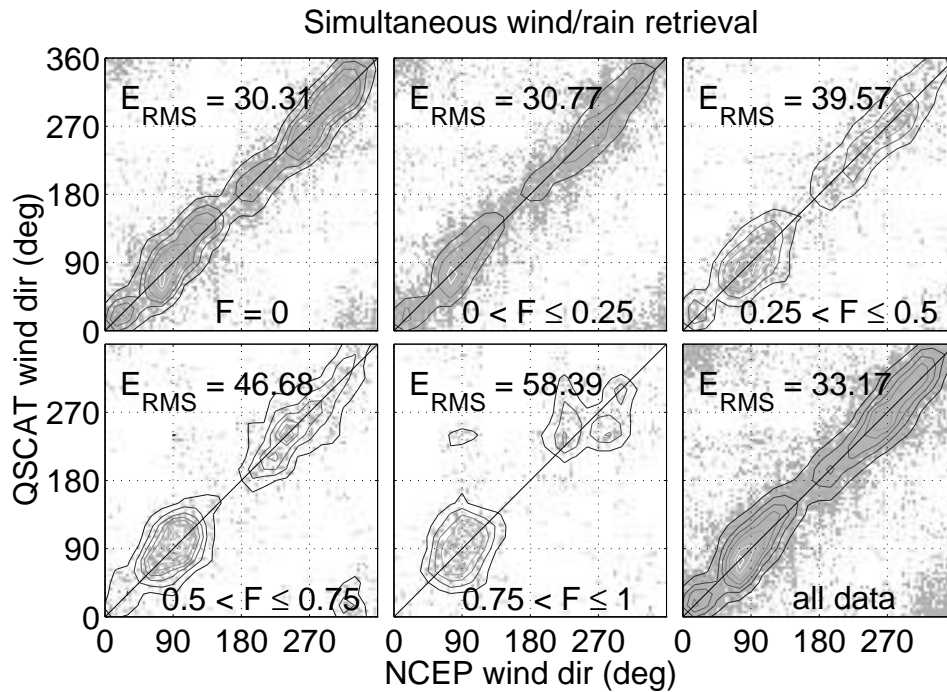 Simultaneous wind/rain retrieval
360
270
180
90
0
E_RMS = 30.31
F = 0
E_RMS = 30.77
0 < F ≤ 0.25
E_RMS = 39.57
0.25 < F ≤ 0.5
270
180
90
0
E_RMS = 46.68
0.5 < F ≤ 0.75
E_RMS = 58.39
0.75 < F ≤ 1
E_RMS = 33.17
all data
0 90 180 270 0 90 180 270 0 90 180 270
QSCAT wind dir (deg)
NCEP wind dir (deg)